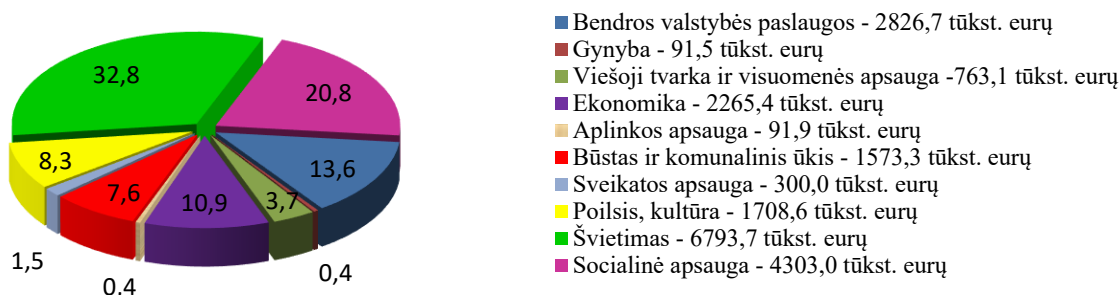 32,8
20,8
8,3
13,6
7,6
10,9
3,7
1,5
0,4
0,4
Bendros valstybės paslaugos - 2826,7 tūkst. eurų
Gynyba - 91,5 tūkst. eurų
Viešoji tvarka ir visuomenės apsauga -763,1 tūkst. eurų
Ekonomika - 2265,4 tūkst. eurų
Aplinkos apsauga - 91,9 tūkst. eurų
Būstas ir komunalinis ūkis - 1573,3 tūkst. eurų
Sveikatos apsauga - 300,0 tūkst. eurų
Poilsis, kultūra - 1708,6 tūkst. eurų
Švietimas - 6793,7 tūkst. eurų
Socialinė apsauga - 4303,0 tūkst. eurų